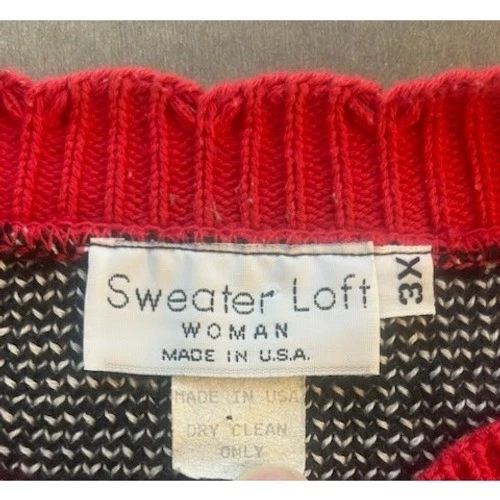 Sweater Loft
WOMAN
MADE IN U.S.A.
3X
MADE IN USA
DRY CLEAN
ONLY